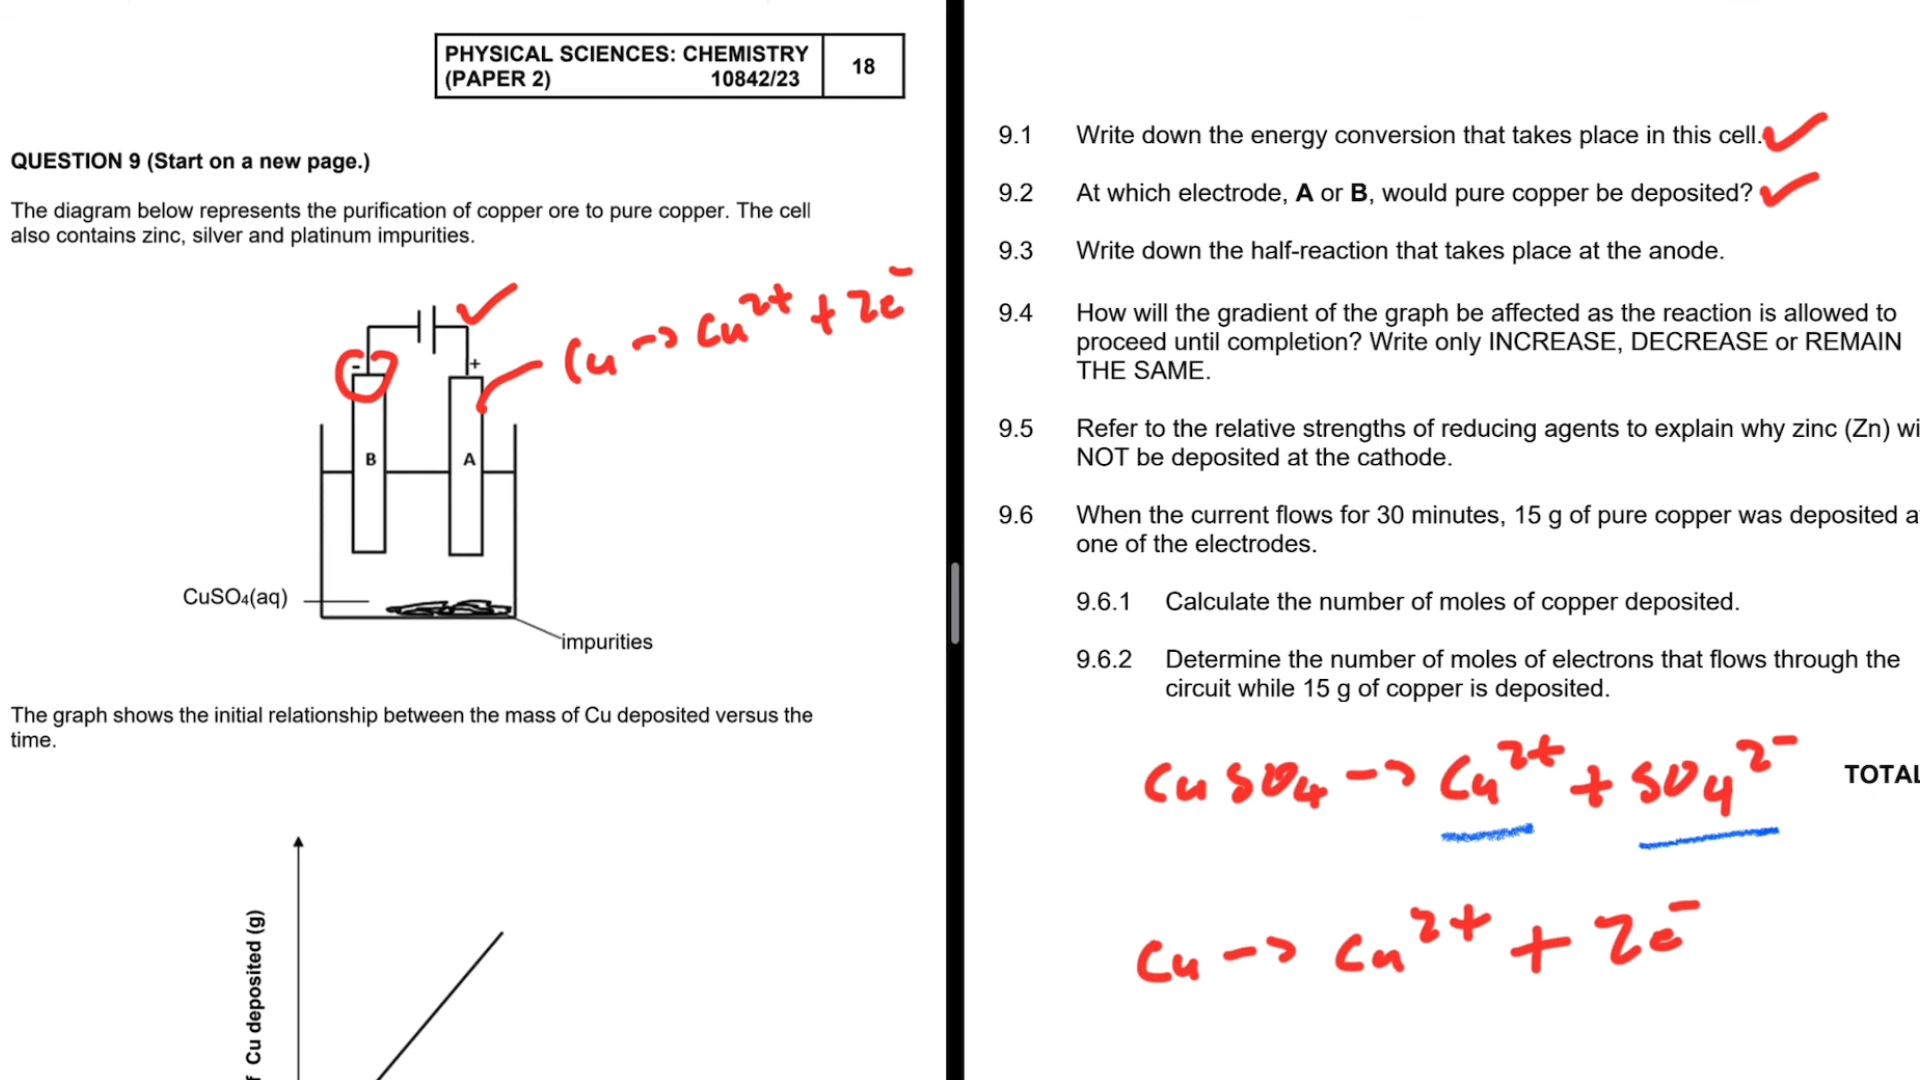 PHYSICAL SCIENCES: CHEMISTRY
(PAPER 2) 10842/23
18
QUESTION 9 (Start on a new page.)
The diagram below represents the purification of copper ore to pure copper. The cell
also contains zinc, silver and platinum impurities.
Cu → Cu²⁺ + 2e⁻
- +
B A
CuSO₄(aq)
impurities
The graph shows the initial relationship between the mass of Cu deposited versus the
time.
Cu deposited (g)
9.1 Write down the energy conversion that takes place in this cell.
9.2 At which electrode, A or B, would pure copper be deposited?
9.3 Write down the half-reaction that takes place at the anode.
9.4 How will the gradient of the graph be affected as the reaction is allowed to
proceed until completion? Write only INCREASE, DECREASE or REMAIN
THE SAME.
9.5 Refer to the relative strengths of reducing agents to explain why zinc (Zn) wi
NOT be deposited at the cathode.
9.6 When the current flows for 30 minutes, 15 g of pure copper was deposited a
one of the electrodes.
9.6.1 Calculate the number of moles of copper deposited.
9.6.2 Determine the number of moles of electrons that flows through the
circuit while 15 g of copper is deposited.
CuSO₄ → Cu²⁺ + SO₄²⁻
TOTAL
Cu → Cu²⁺ + 2e⁻